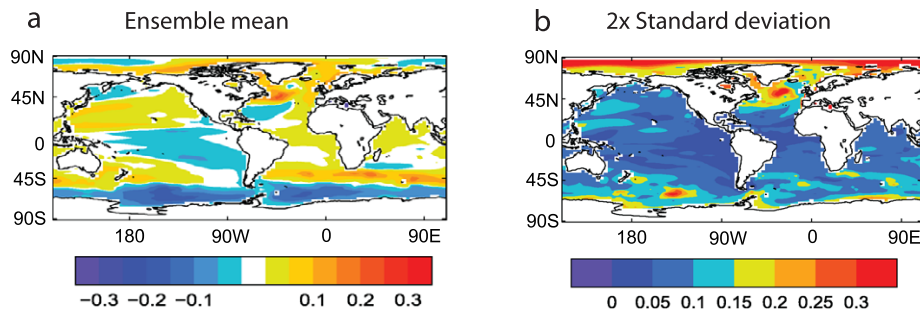 a Ensemble mean
90N
45N
0
45S
90S
180 90W 0 90E
−0.3 −0.2 −0.1 0.1 0.2 0.3
b 2x Standard deviation
90N
45N
0
45S
90S
180 90W 0 90E
0 0.05 0.1 0.15 0.2 0.25 0.3